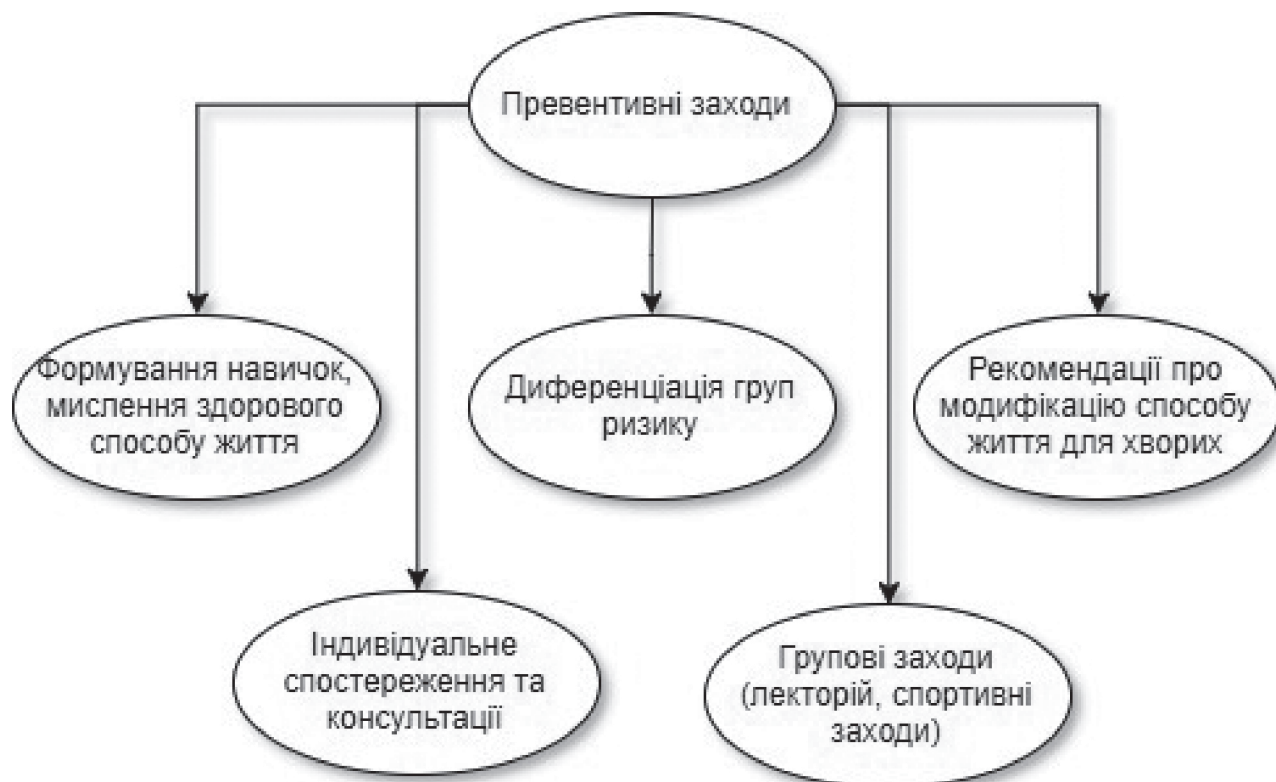 Превентивні заходи
Формування навичок,
мислення здорового
способу життя
Диференціація груп
ризику
Рекомендації про
модифікацію способу
життя для хворих
Індивідуальне
спостереження та
консультації
Групові заходи
(лекторій, спортивні
заходи)